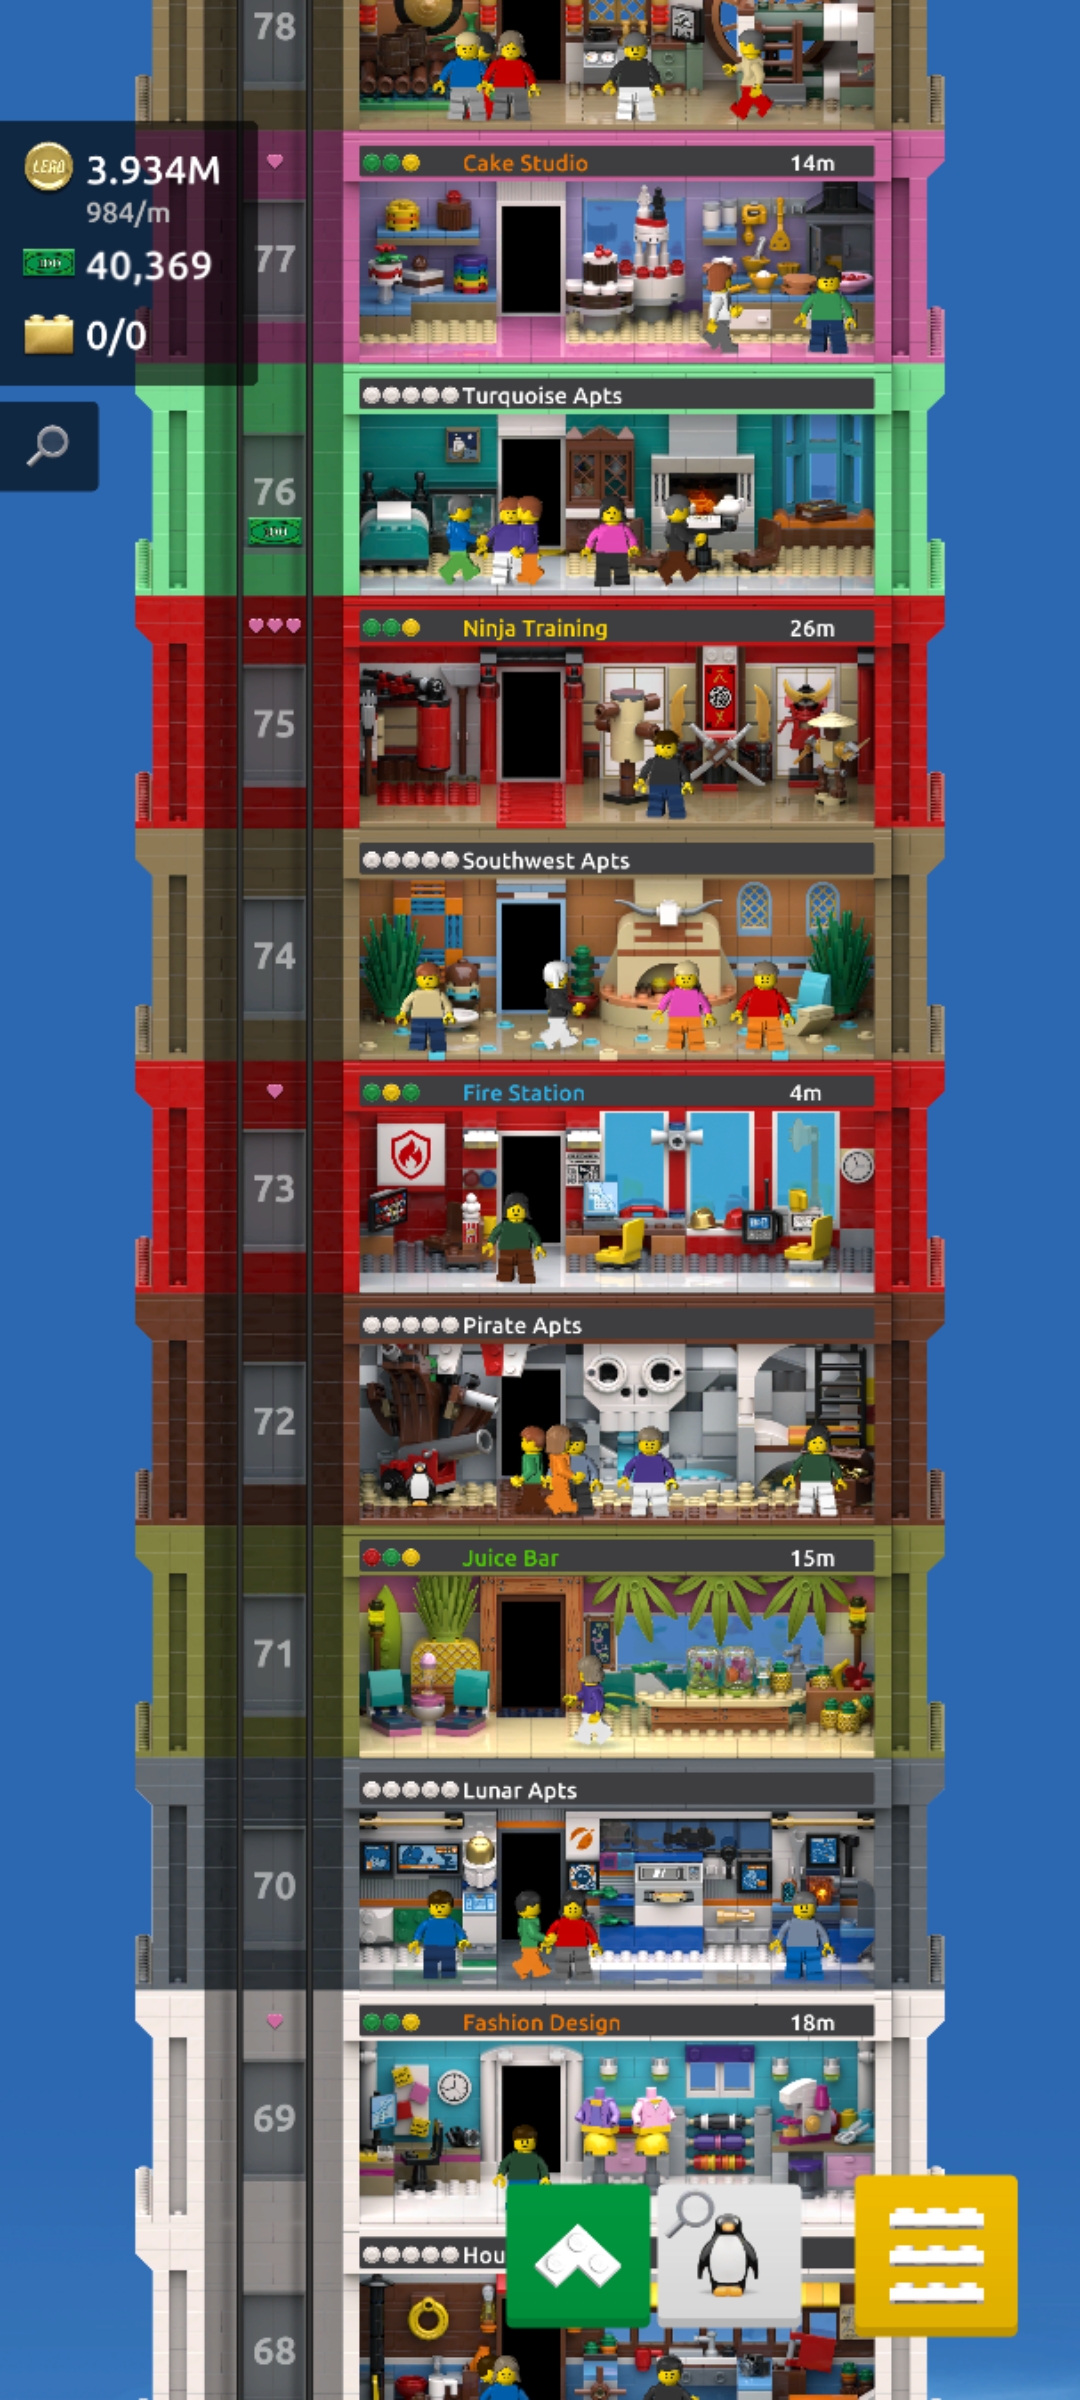 78
LEGO
3.934M
984/m
40,369
0/0
Cake Studio 14m
77
Turquoise Apts
76
Ninja Training 26m
75
Southwest Apts
74
Fire Station 4m
73
Pirate Apts
72
Juice Bar 15m
71
Lunar Apts
70
Fashion Design 18m
69
Hou
68